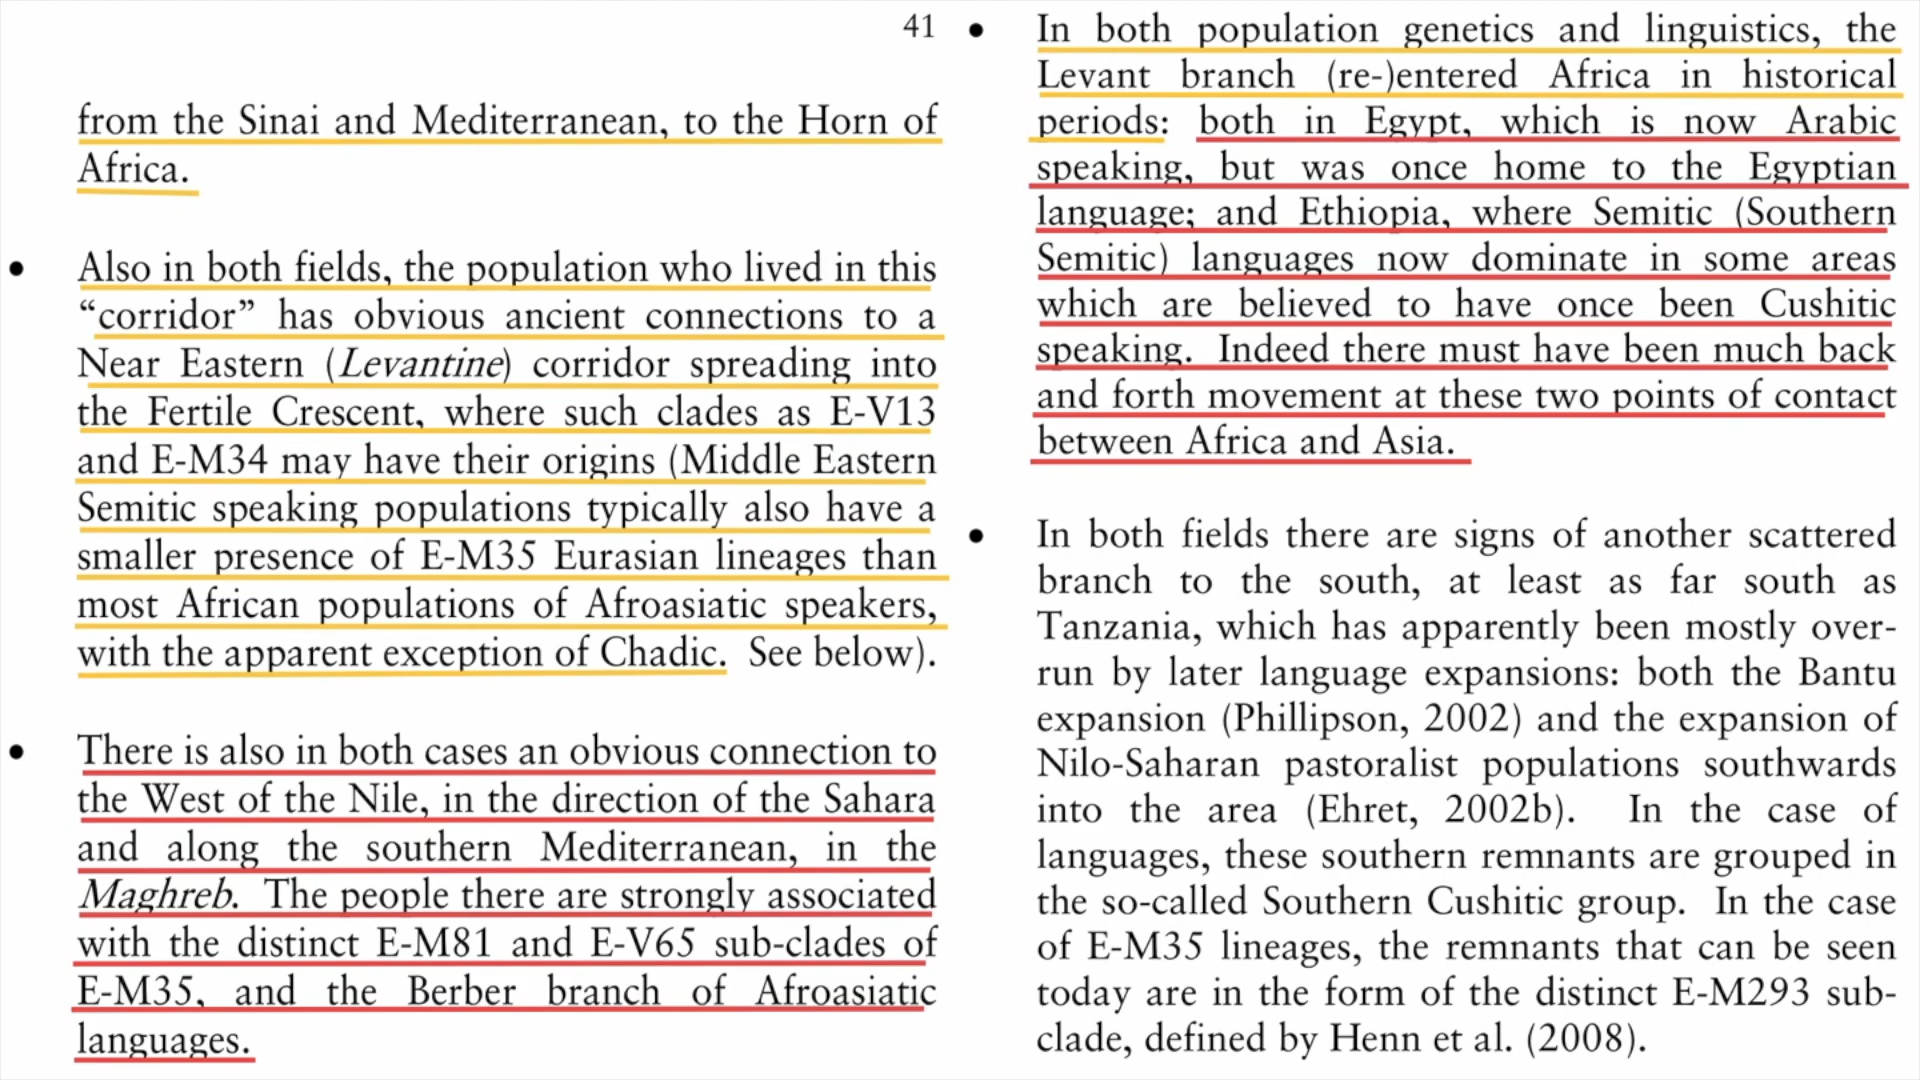 41
from the Sinai and Mediterranean, to the Horn of
Africa.
• Also in both fields, the population who lived in this
“corridor” has obvious ancient connections to a
Near Eastern (Levantine) corridor spreading into
the Fertile Crescent, where such clades as E-V13
and E-M34 may have their origins (Middle Eastern
Semitic speaking populations typically also have a
smaller presence of E-M35 Eurasian lineages than
most African populations of Afroasiatic speakers,
with the apparent exception of Chadic. See below).
• There is also in both cases an obvious connection to
the West of the Nile, in the direction of the Sahara
and along the southern Mediterranean, in the
Maghreb. The people there are strongly associated
with the distinct E-M81 and E-V65 sub-clades of
E-M35, and the Berber branch of Afroasiatic
languages.
• In both population genetics and linguistics, the
Levant branch (re-)entered Africa in historical
periods: both in Egypt, which is now Arabic
speaking, but was once home to the Egyptian
language; and Ethiopia, where Semitic (Southern
Semitic) languages now dominate in some areas
which are believed to have once been Cushitic
speaking. Indeed there must have been much back
and forth movement at these two points of contact
between Africa and Asia.
• In both fields there are signs of another scattered
branch to the south, at least as far south as
Tanzania, which has apparently been mostly over-
run by later language expansions: both the Bantu
expansion (Phillipson, 2002) and the expansion of
Nilo-Saharan pastoralist populations southwards
into the area (Ehret, 2002b). In the case of
languages, these southern remnants are grouped in
the so-called Southern Cushitic group. In the case
of E-M35 lineages, the remnants that can be seen
today are in the form of the distinct E-M293 sub-
clade, defined by Henn et al. (2008).